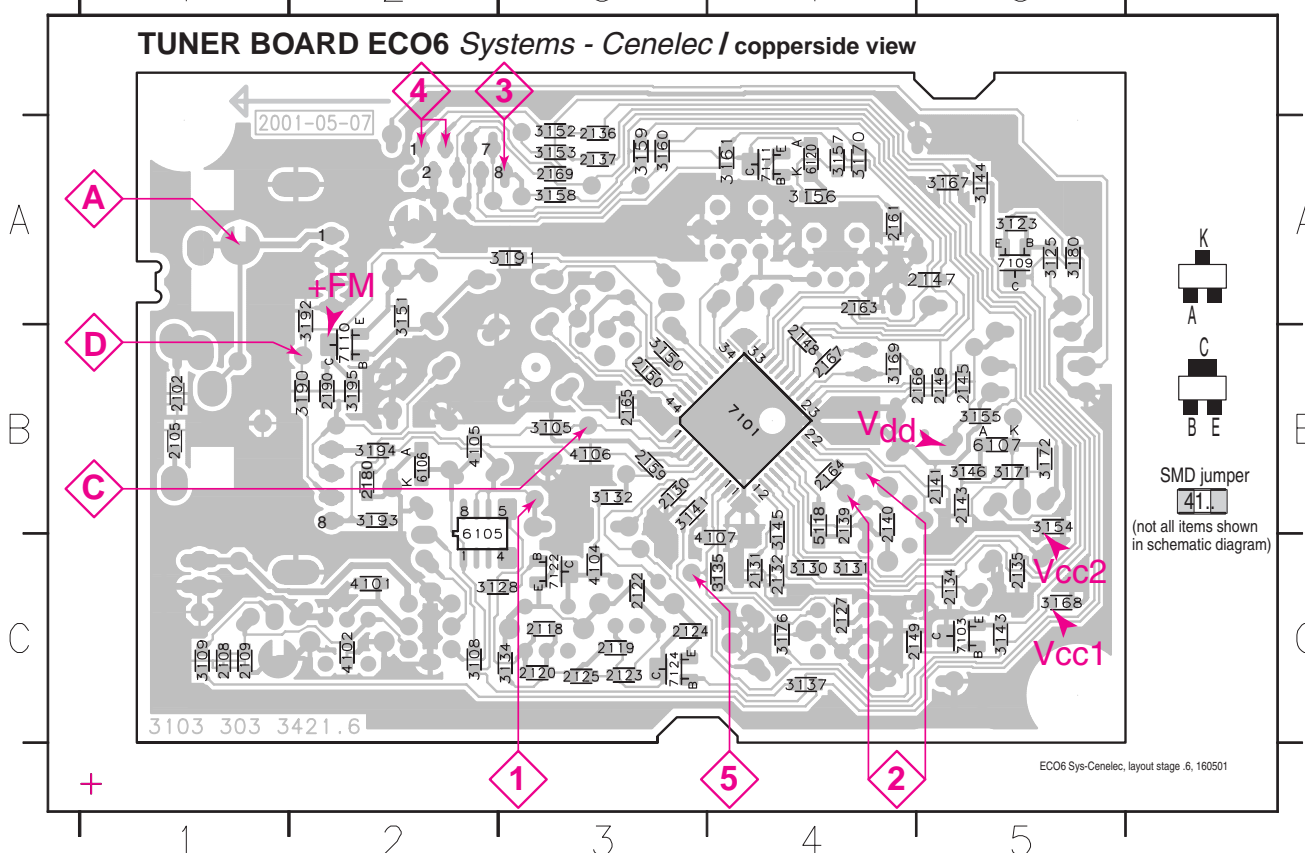 TUNER BOARD ECO6 Systems - Cenelec / copperside view
4 3
2001-05-07
1 7
2 8
3152 2136
3153 2137
2169
3158
3159 3160
3161 7111 E B
A 6120 K
3157 3170
3156
3167 3144
2161
3123
E B
7109
C
3125 3180
A
A
A
1
3191
2147
2163
+FM
3192
3151
K
A
D
7110 E C B
3190 2190 3195
2102
2105
3150
2150
34 33
2148
2167
3169
2166 2146 2145
C
B E
2165
44
1
7101
23
22
3155
Vdd
A K
6107
3172
B
3105
4105
4106
3194
A
6106
K
2180
2159
2130
3141
11 12
2164
2141
3146 3171
2143
SMD jumper
41..
(not all items shown
in schematic diagram)
C
3132
8
3193
8 5
6105
1 4
4107
3145
5118 2139 2140
3154
Vcc2
B
7122 C
E
4104
3128
3135
2131 2132
3130 3131
2134
2135
4101
2122
3168
Vcc1
C
2118
2124
2119
2127
3176
2149
C 7103 E B
3143
3109 2108 2109
4102
3108 3134
2120 2125 2123
C 7124 E B
3137
3103 303 3421.6
1 5 2
ECO6 Sys-Cenelec, layout stage .6, 160501
1 2 3 4 5